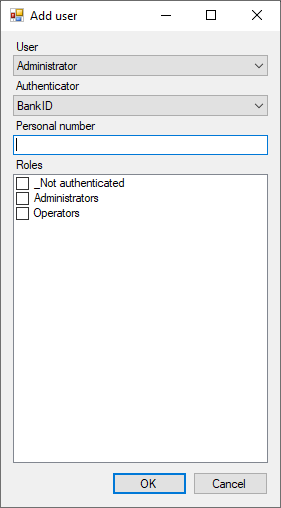 Add user
User
Administrator
Authenticator
BankID
Personal number
Roles
_Not authenticated
Administrators
Operators
OK Cancel